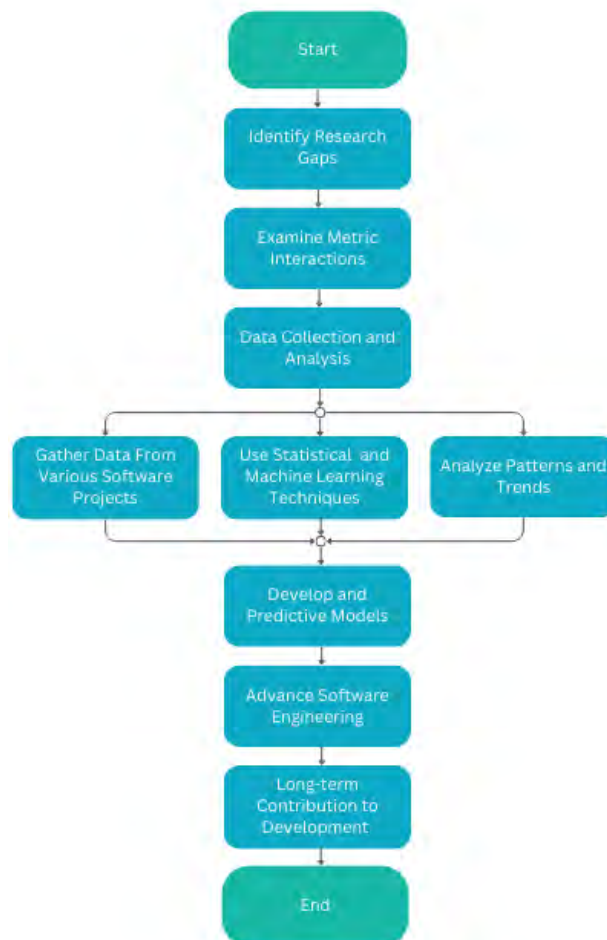 Start
Identify Research
Gaps
Examine Metric
Interactions
Data Collection and
Analysis
Gather Data From
Various Software
Projects
Use Statistical and
Machine Learning
Techniques
Analyze Patterns and
Trends
Develop and
Predictive Models
Advance Software
Engineering
Long-term
Contribution to
Development
End